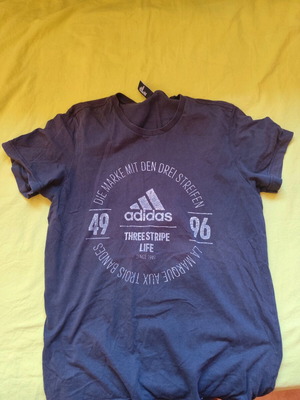 DIE MARKE MIT DEN DREI STREIFEN
adidas
49 96
THREE STRIPE
LIFE
LA MARQUE AUX TROIS BANDES